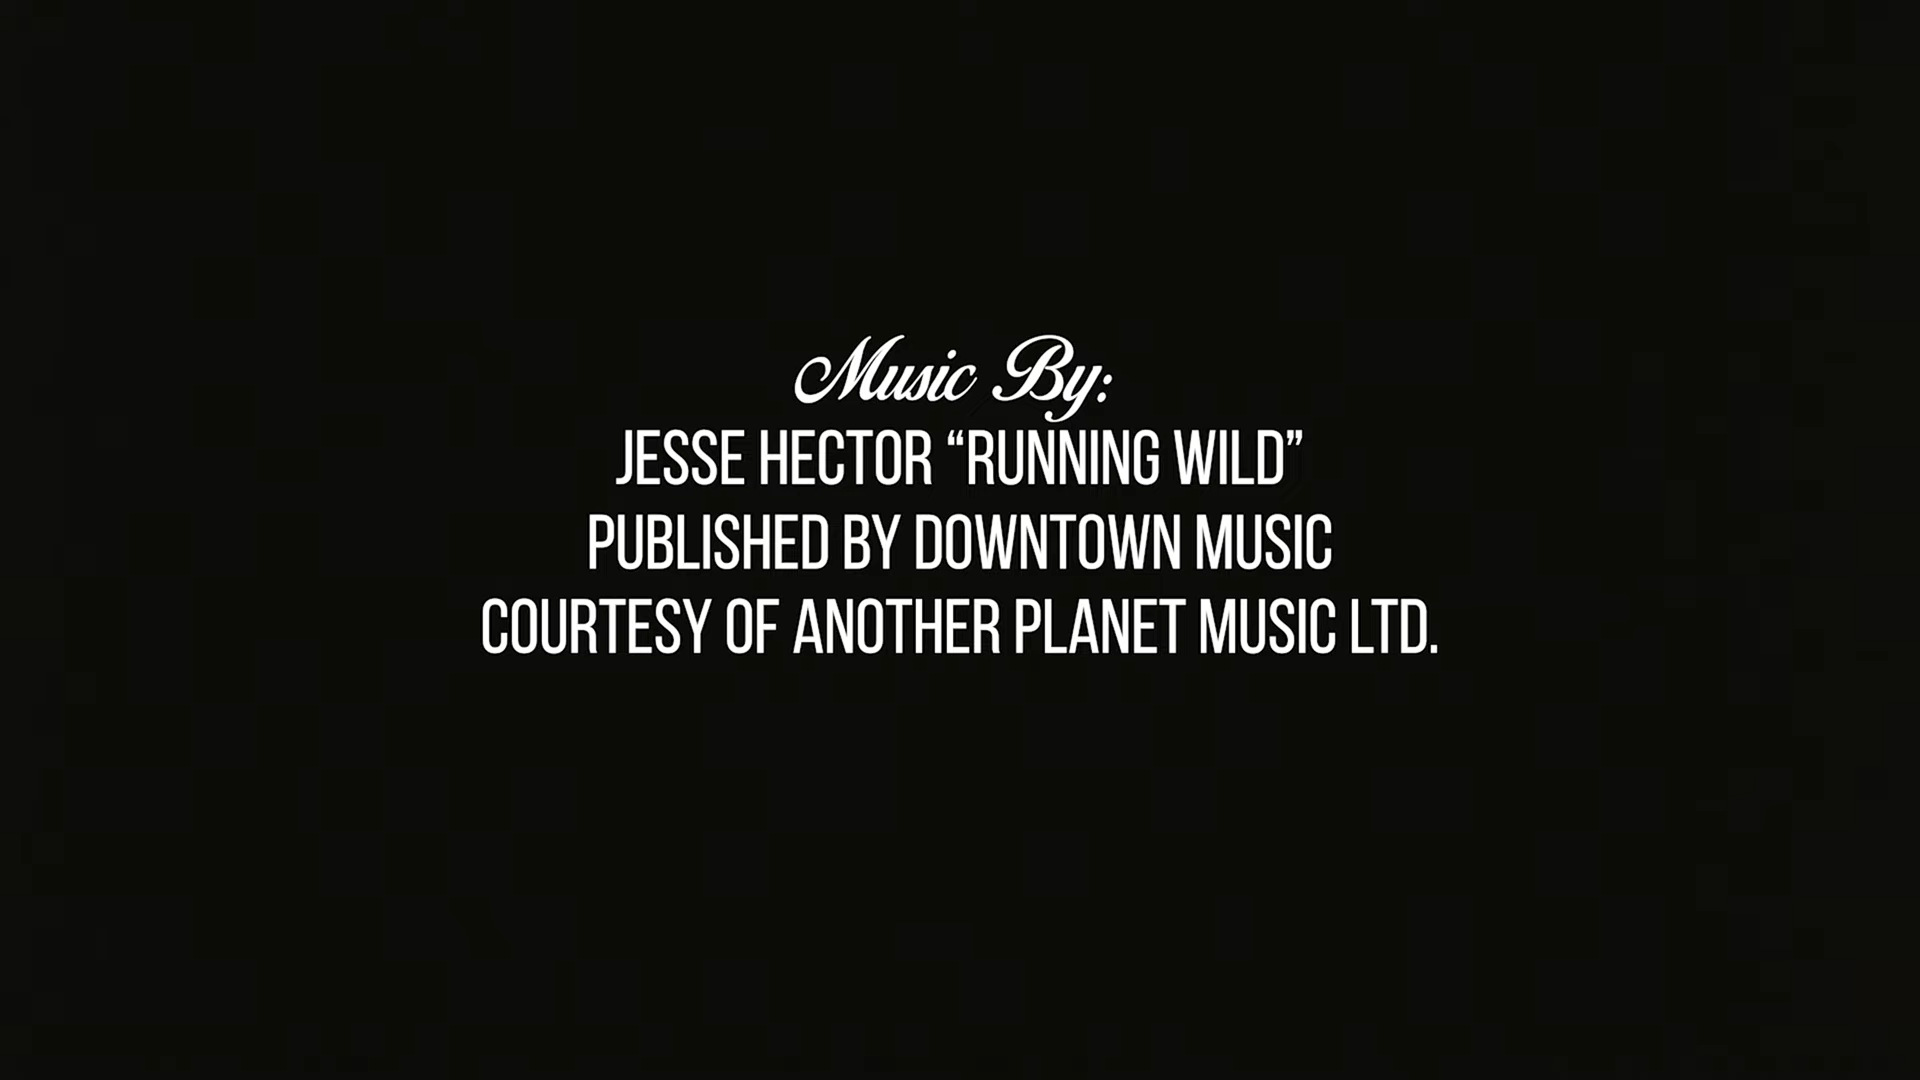 Music By:
JESSE HECTOR “RUNNING WILD”
PUBLISHED BY DOWNTOWN MUSIC
COURTESY OF ANOTHER PLANET MUSIC LTD.